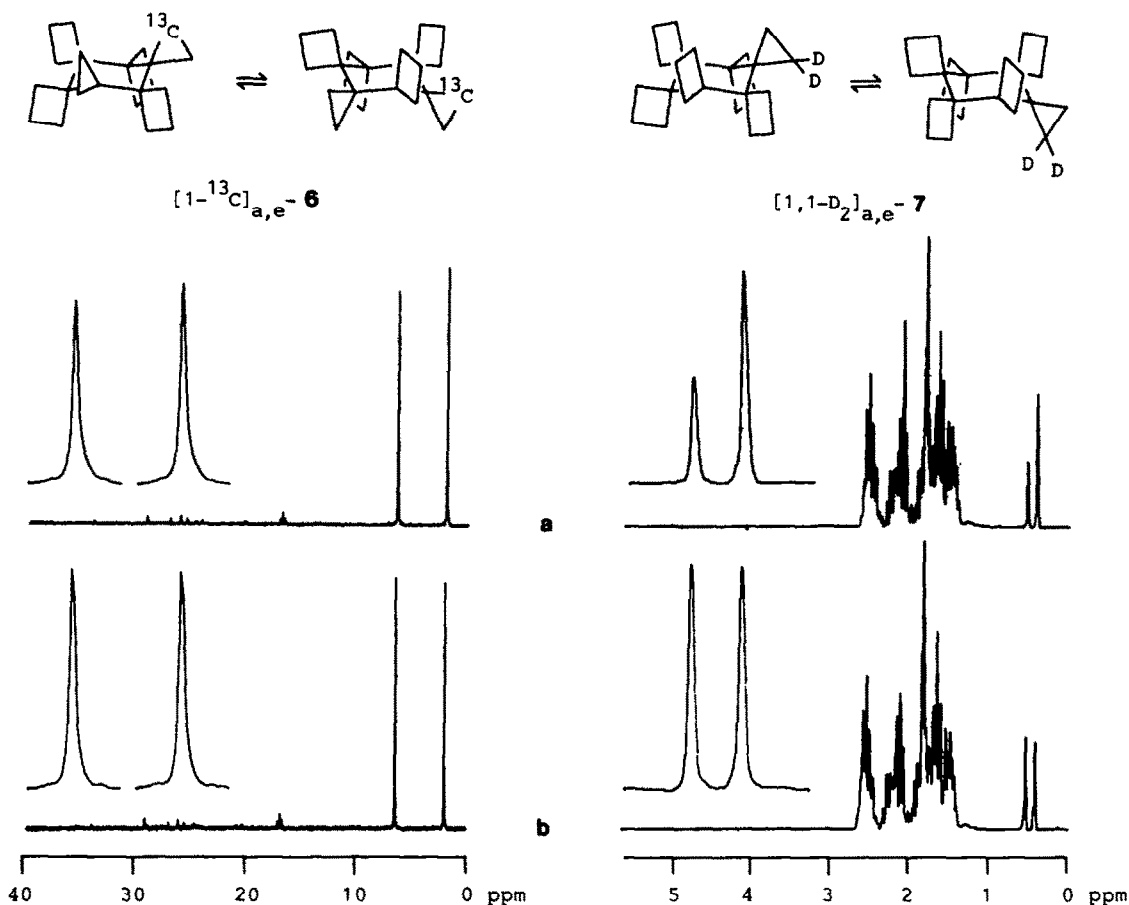 13C
13C
D
D
D D
[1-13C]a,e- 6
[1,1-D2]a,e- 7
a
b
40 30 20 10 0 ppm
5 4 3 2 1 0 ppm